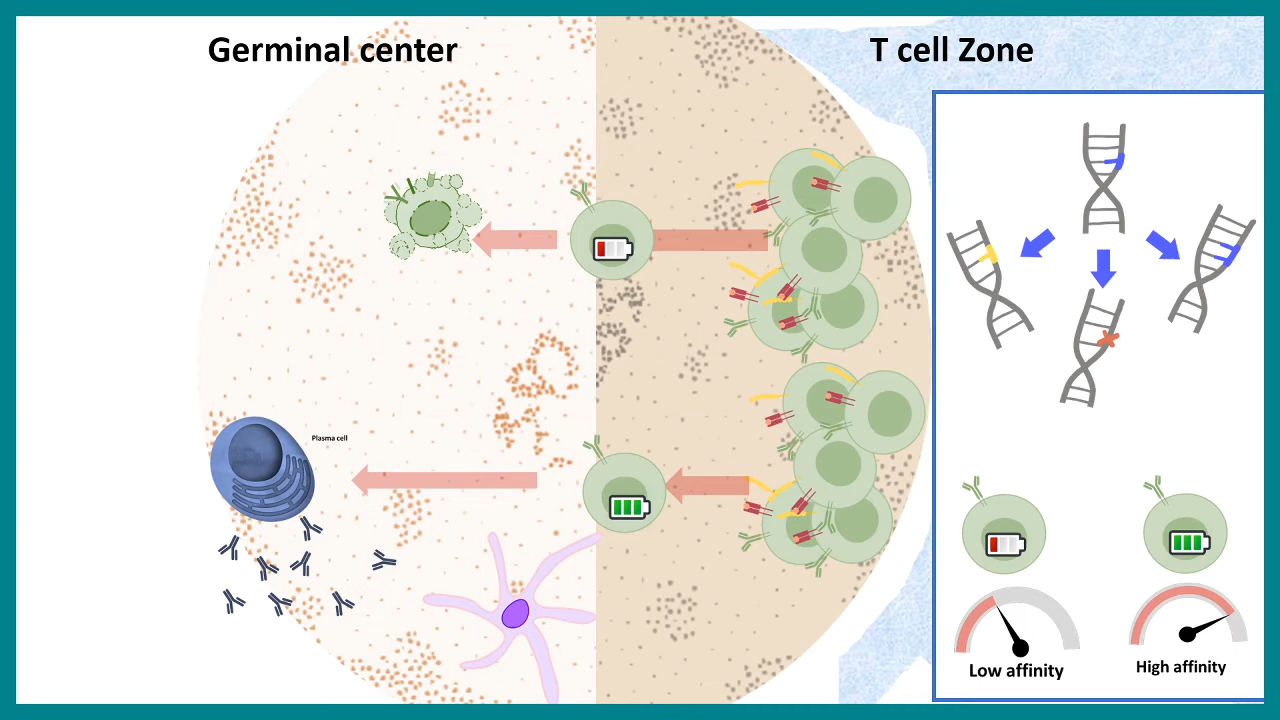 Germinal center
T cell Zone
Plasma cell
Low affinity
High affinity